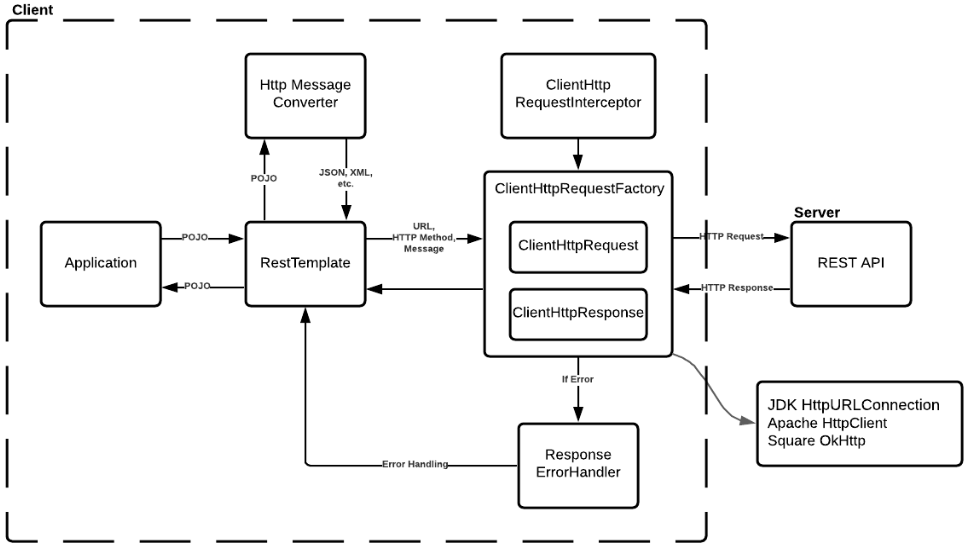 Client
Http Message
Converter
ClientHttp
RequestInterceptor
POJO
JSON, XML,
etc.
ClientHttpRequestFactory
Server
Application
POJO
POJO
RestTemplate
URL,
HTTP Method,
Message
ClientHttpRequest
ClientHttpResponse
HTTP Request
HTTP Response
REST API
If Error
JDK HttpURLConnection
Apache HttpClient
Square OkHttp
Response
ErrorHandler
Error Handling